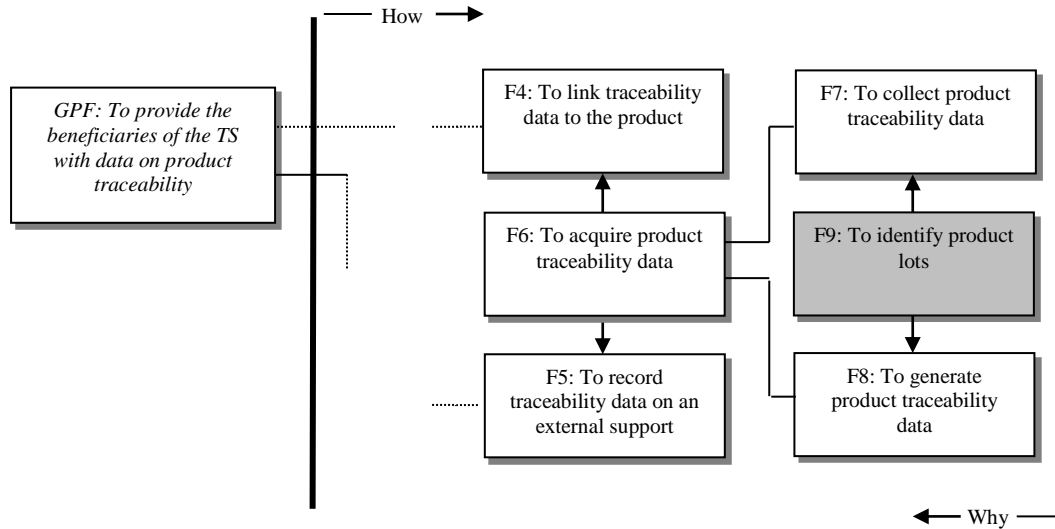 How
GPF: To provide the
beneficiaries of the TS
with data on product
traceability
F4: To link traceability
data to the product
F7: To collect product
traceability data
F6: To acquire product
traceability data
F9: To identify product
lots
F5: To record
traceability data on an
external support
F8: To generate
product traceability
data
Why